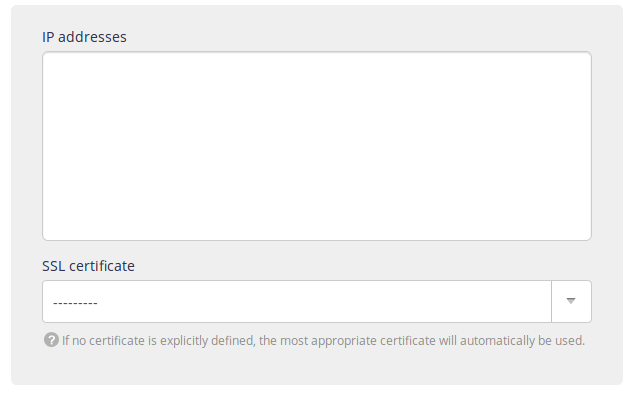 IP addresses
SSL certificate
---------
? If no certificate is explicitly defined, the most appropriate certificate will automatically be used.